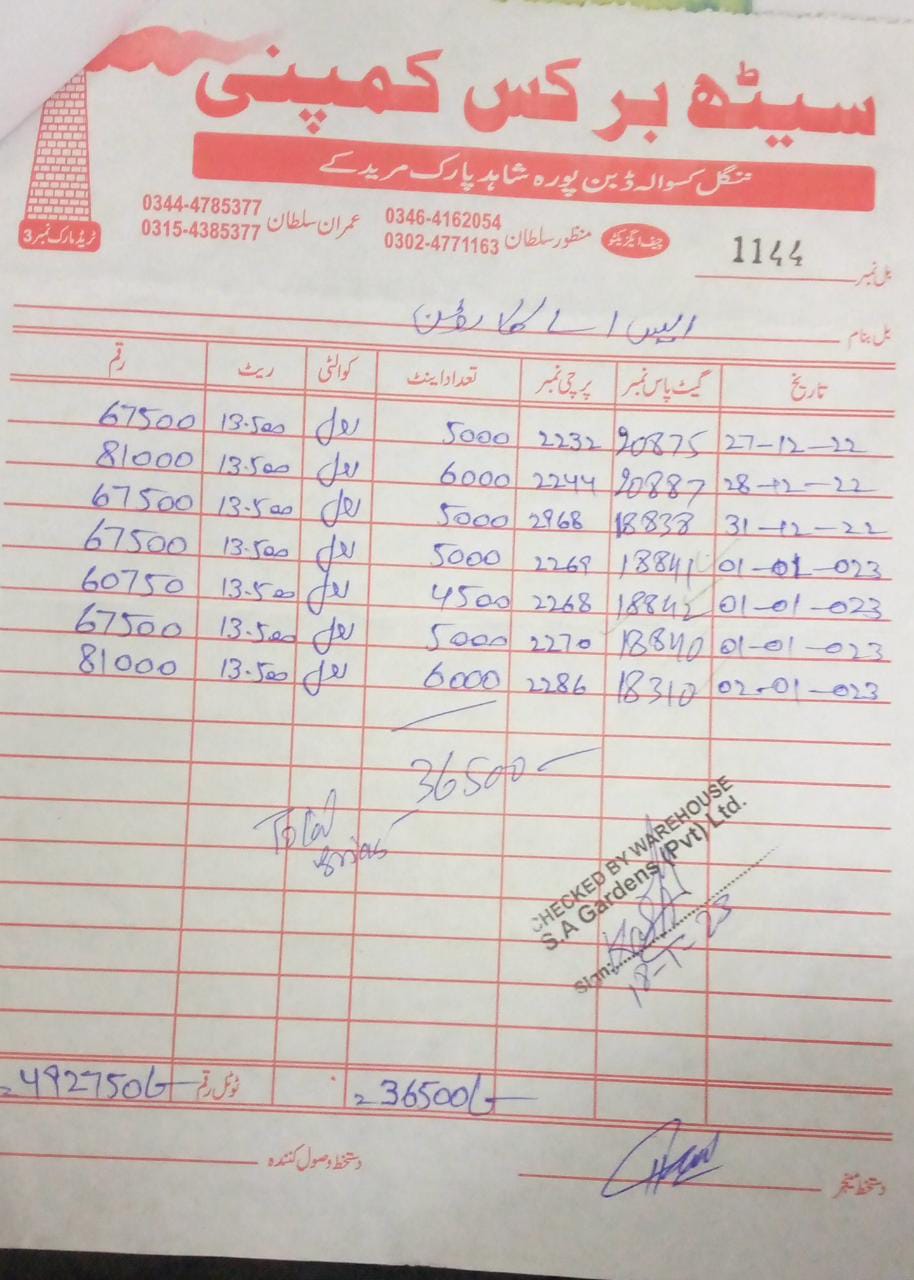 سیٹھ برکس کمپنی
ننگل کسوالہ ڈبن پورہ شاہد پارک مریدکے
چیف ایگزیکٹو منظور سلطان 0346-4162054 0302-4771163 عمران سلطان 0344-4785377 0315-4385377
ٹریڈ مارک نمبر 3
بل نمبر 1144
بل بنام ایس اے گارڈن
تاریخ گیٹ پاس نمبر پرچی نمبر تعداد اینٹ کوالٹی ریٹ رقم
27-12-22 20875 2232 5000 اول 13.500 67500
28-12-22 20887 2244 6000 اول 13.500 81000
31-12-22 18838 2968 5000 اول 13.500 67500
01-01-023 18841 2269 5000 اول 13.500 67500
01-01-023 18842 2268 4500 اول 13.500 60750
01-01-023 18840 2270 5000 اول 13.500 67500
02-01-023 18310 2286 6000 اول 13.500 81000
36500
Total
CHECKED BY WAREHOUSE
S.A Gardens (Pvt) Ltd.
Sign:
18-1-23
36500/- ٹوٹل رقم 492750/-
دستخط منیجر دستخط وصول کنندہ